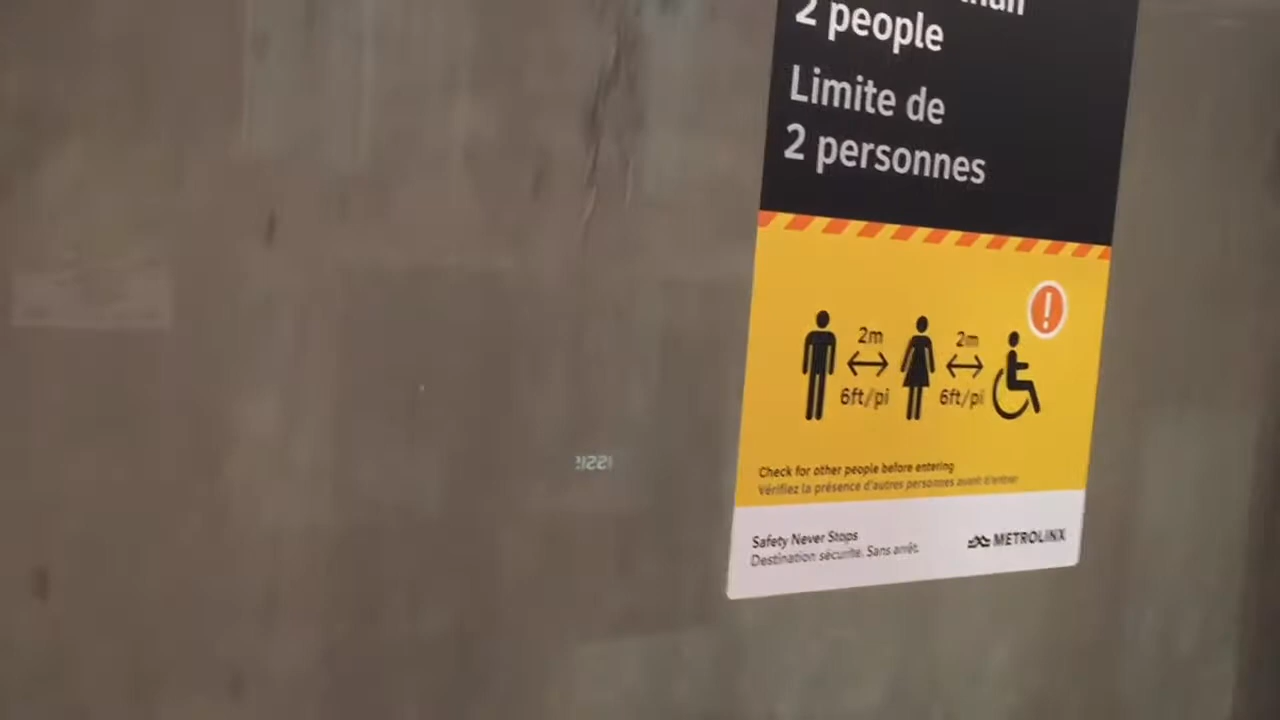 2 people
Limite de
2 personnes
!
2m
2m
6ft/pi
6ft/pi
Check for other people before entering
Vérifiez la présence d'autres personnes avant d'entrer
Safety Never Stops
Destination sécurité. Sans arrêt.
METROLINX